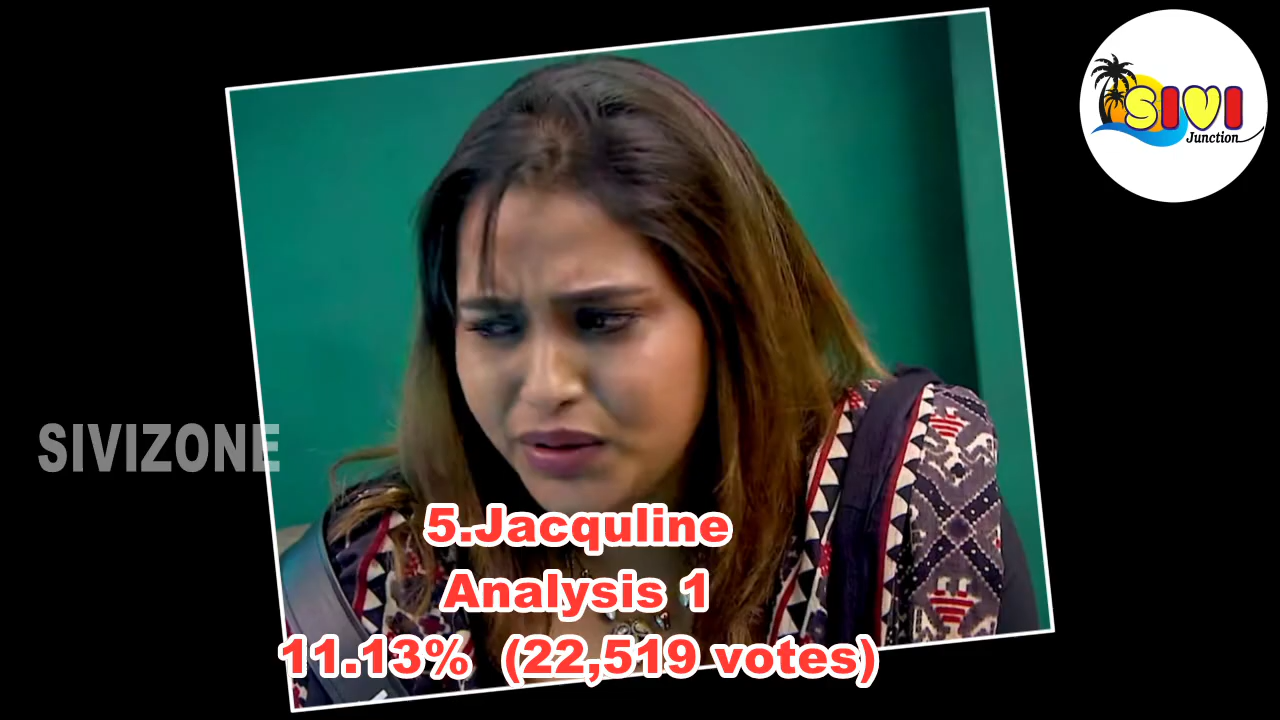 SIVI
Junction
SIVIZONE
5.Jacquline
Analysis 1
11.13% (22,519 votes)